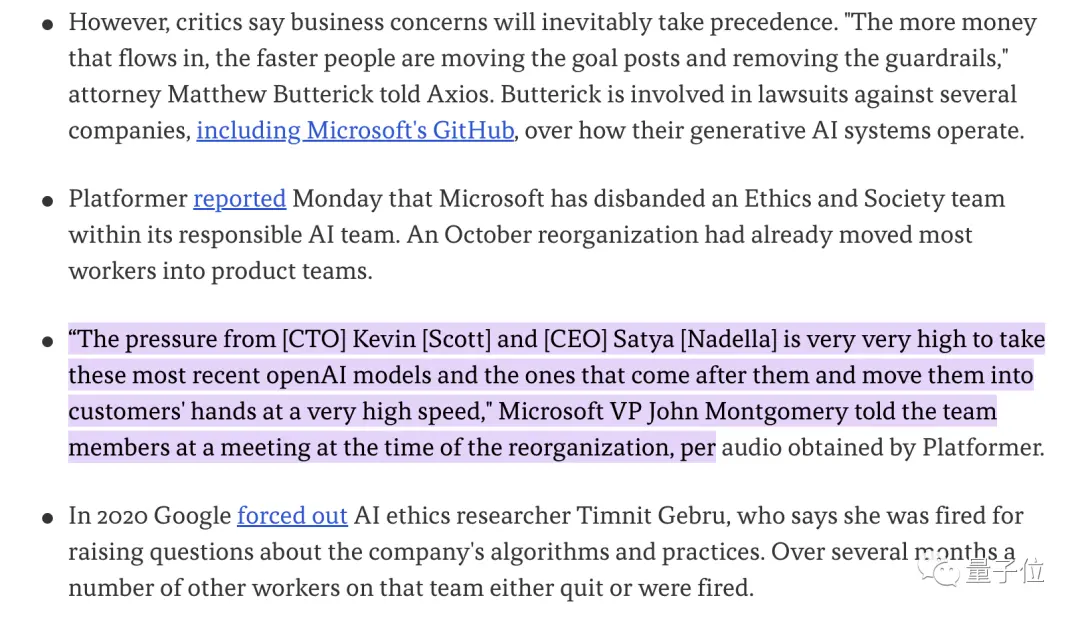 • However, critics say business concerns will inevitably take precedence. "The more money
that flows in, the faster people are moving the goal posts and removing the guardrails,"
attorney Matthew Butterick told Axios. Butterick is involved in lawsuits against several
companies, including Microsoft's GitHub, over how their generative AI systems operate.
• Platformer reported Monday that Microsoft has disbanded an Ethics and Society team
within its responsible AI team. An October reorganization had already moved most
workers into product teams.
• “The pressure from [CTO] Kevin [Scott] and [CEO] Satya [Nadella] is very very high to take
these most recent openAI models and the ones that come after them and move them into
customers' hands at a very high speed," Microsoft VP John Montgomery told the team
members at a meeting at the time of the reorganization, per audio obtained by Platformer.
• In 2020 Google forced out AI ethics researcher Timnit Gebru, who says she was fired for
raising questions about the company's algorithms and practices. Over several months a
number of other workers on that team either quit or were fired.
量子位